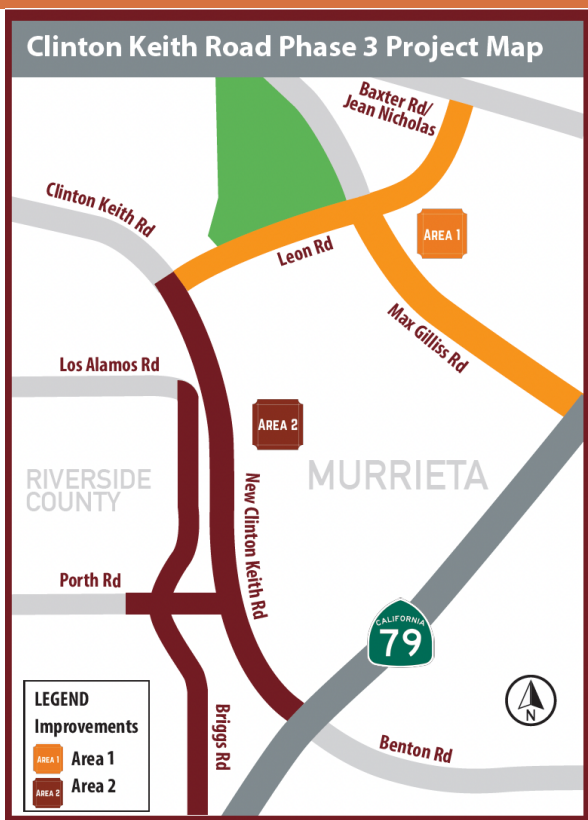 Clinton Keith Road Phase 3 Project Map
Baxter Rd/
Jean Nicholas
Clinton Keith Rd
AREA 1
Leon Rd
Max Gilliss Rd
Los Alamos Rd
AREA 2
RIVERSIDE
COUNTY
MURRIETA
New Clinton Keith Rd
Porth Rd
CALIFORNIA
79
Briggs Rd
Benton Rd
N
LEGEND
Improvements
AREA 1 Area 1
AREA 2 Area 2